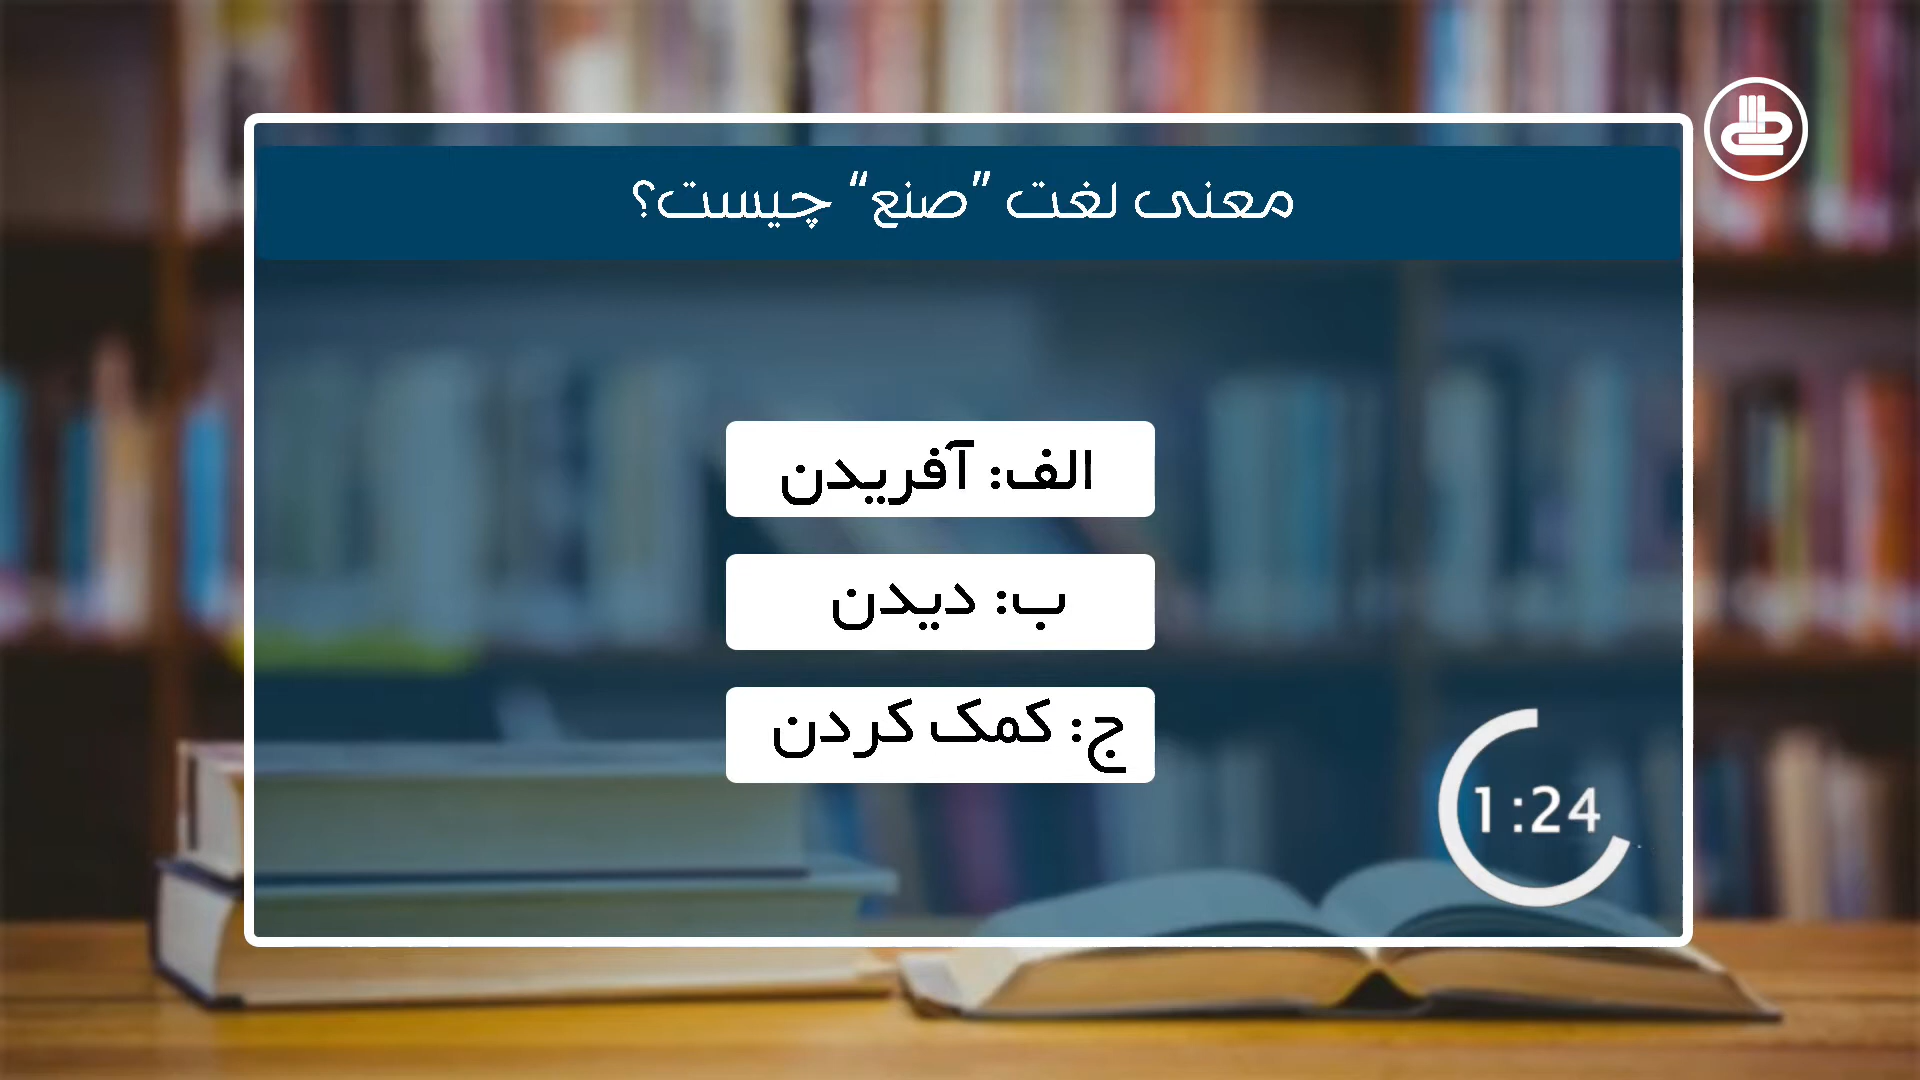 معنی لغت ”صنع“ چیست؟
الف: آفریدن
ب: دیدن
ج: کمک کردن
1:24